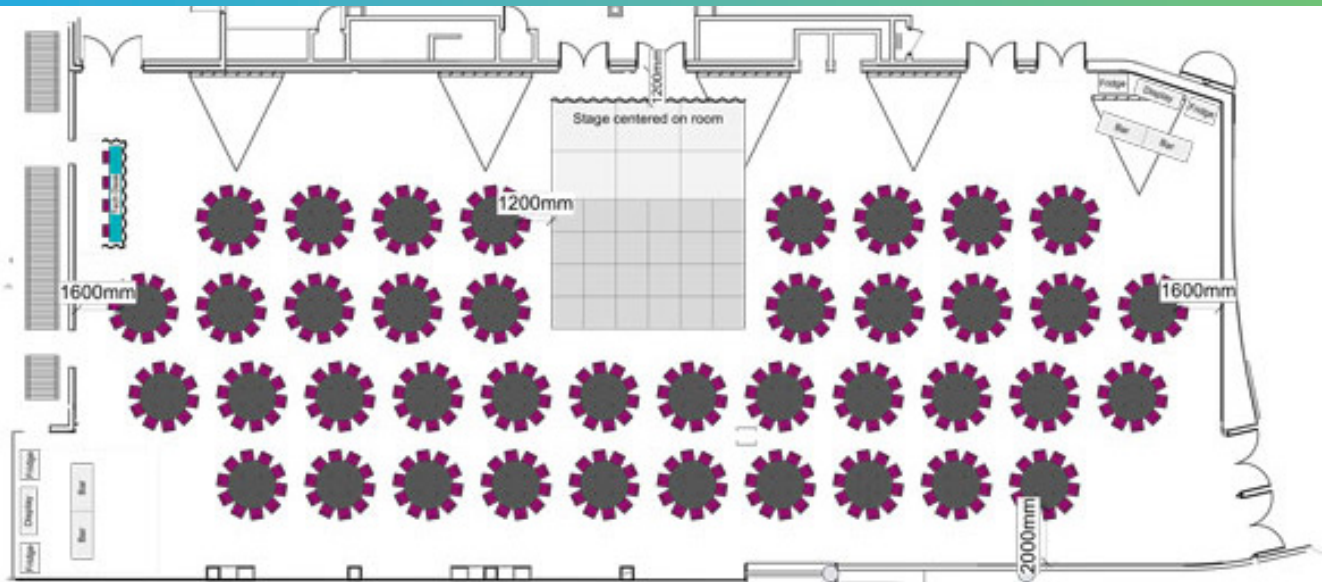 1200mm
Stage centered on room
Fridge
Display
Fridge
Bar
Bar
1200mm
1600mm
1600mm
Fridge
Display
Fridge
Bar
Bar
2000mm